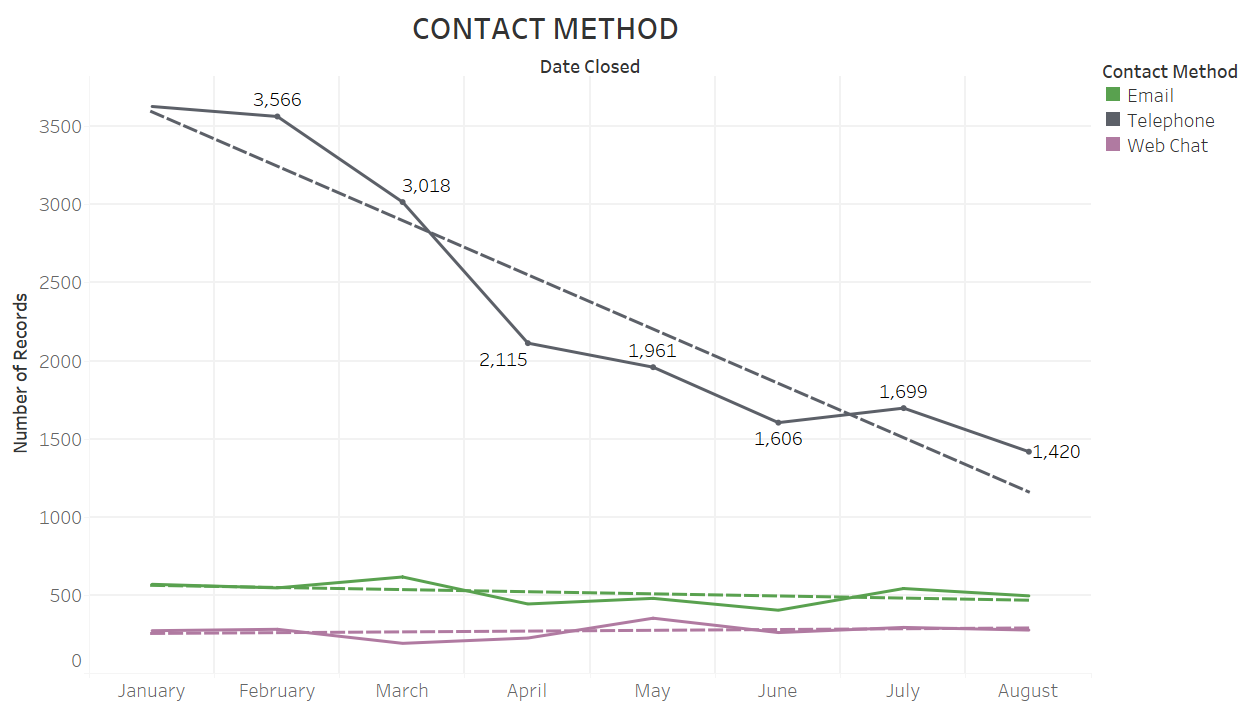 CONTACT METHOD
Date Closed
Contact Method
Email
Telephone
Web Chat
Number of Records
3500
3000
2500
2000
1500
1000
500
0
3,566
3,018
2,115
1,961
1,606
1,699
1,420
January
February
March
April
May
June
July
August